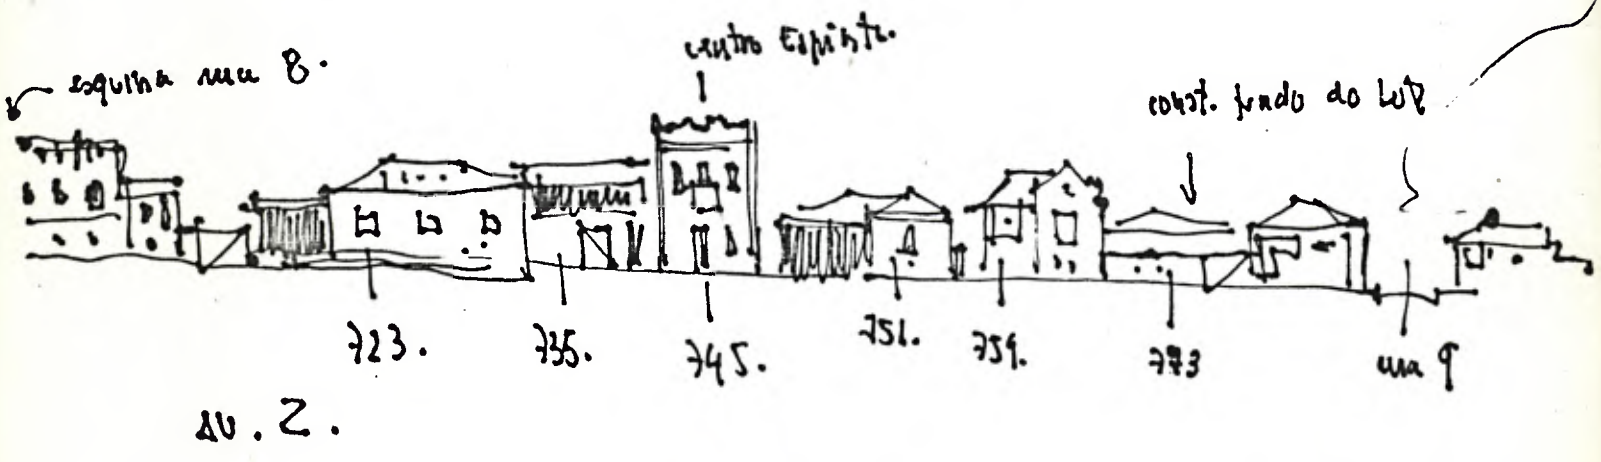 centro Espirita.
esquina rua 8.
const. fundo do LOTE
723.
735.
745.
751.
759.
773
rua 9
AV. 2.